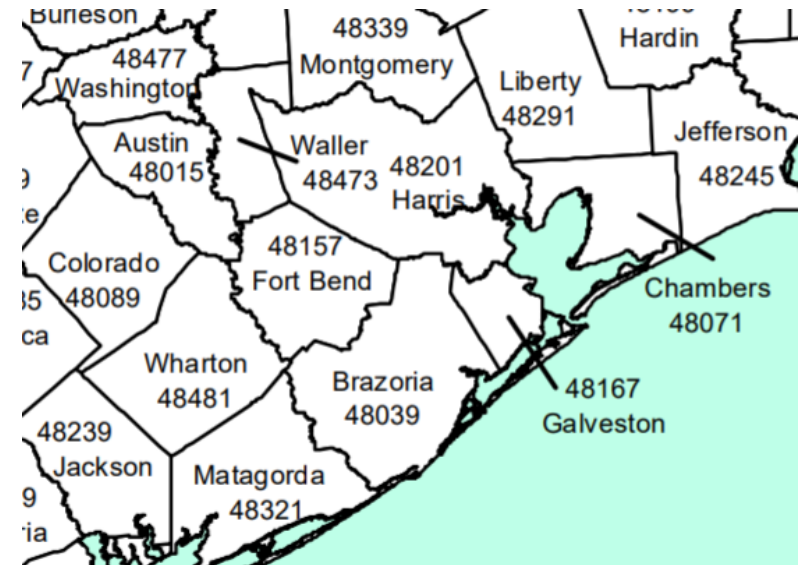 Burleson
48477
Washington
48339
Montgomery
Hardin
Liberty
48291
Austin
48015
Waller
48473
48201
Harris
Jefferson
48245
48157
Fort Bend
Colorado
48089
Chambers
48071
Wharton
48481
Brazoria
48039
48167
Galveston
48239
Jackson
Matagorda
48321